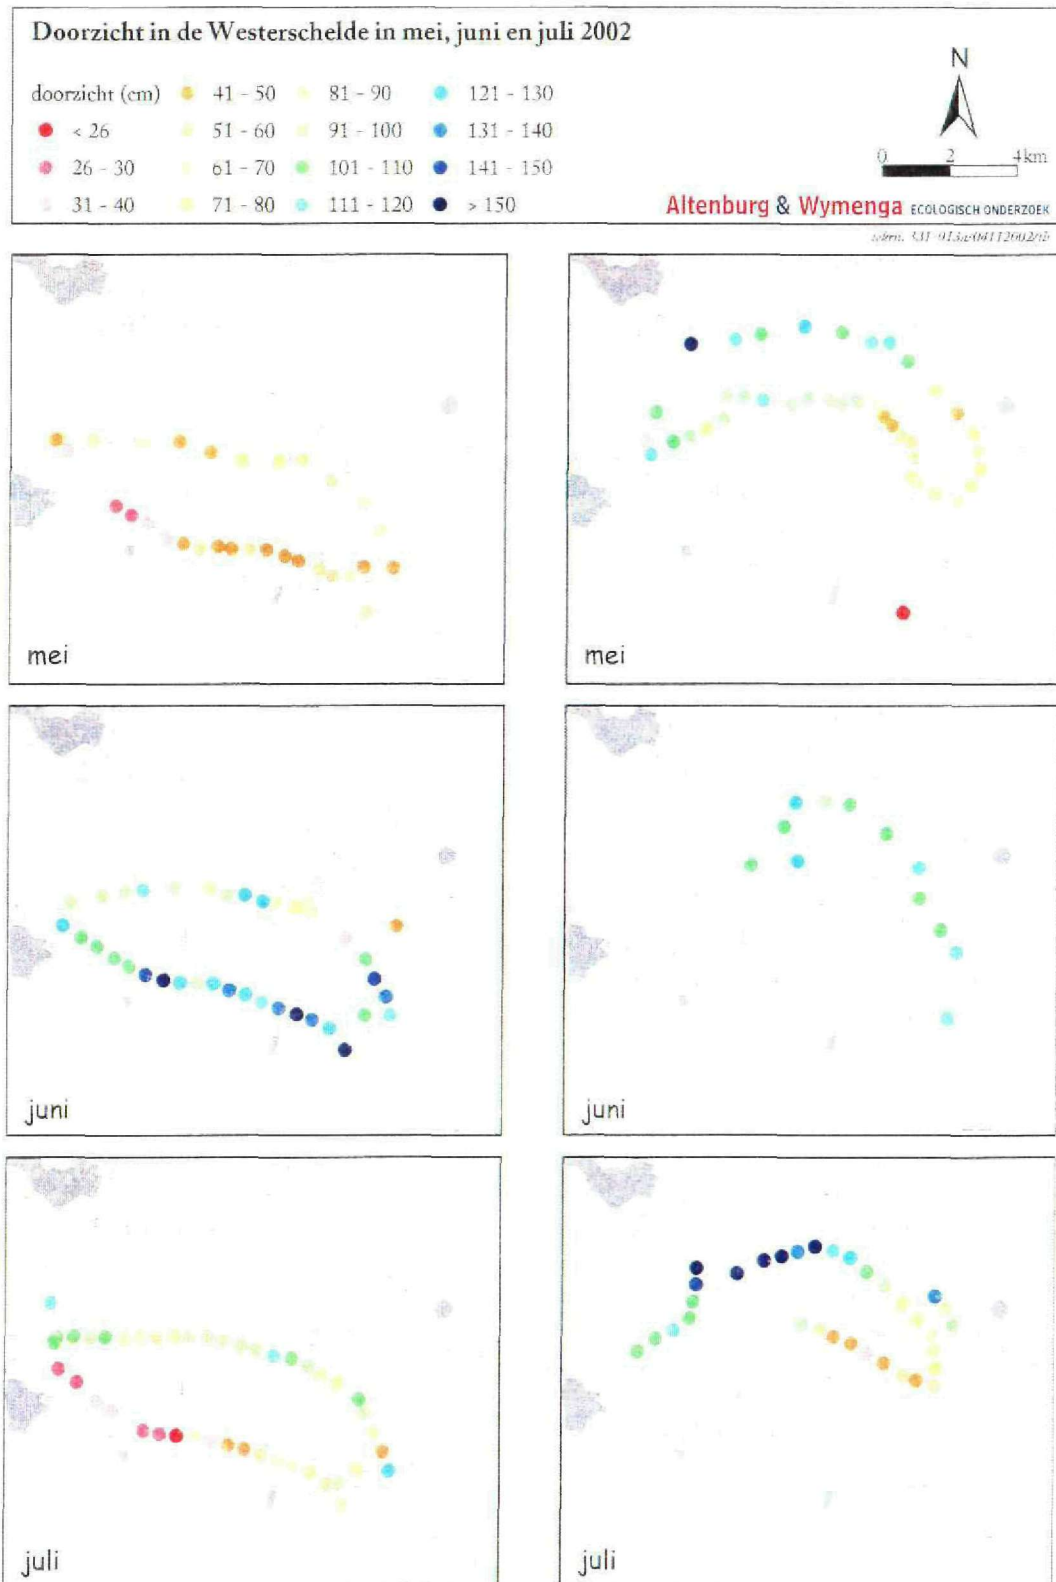 Doorzicht in de Westerschelde in mei, juni en juli 2002
N
doorzicht (cm)
< 26
26 - 30
31 - 40
41 - 50
51 - 60
61 - 70
71 - 80
81 - 90
91 - 100
101 - 110
111 - 120
121 - 130
131 - 140
141 - 150
> 150
0 2 4km
Altenburg & Wymenga ECOLOGISCH ONDERZOEK
mei
mei
juni
juni
juli
juli